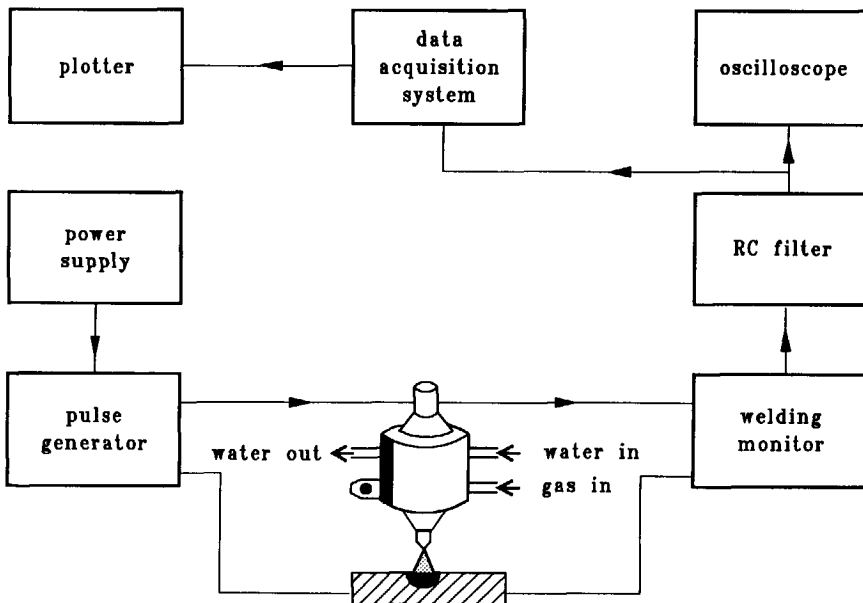 plotter
data
acquisition
system
oscilloscope
power
supply
RC filter
pulse
generator
welding
monitor
water out
water in
gas in